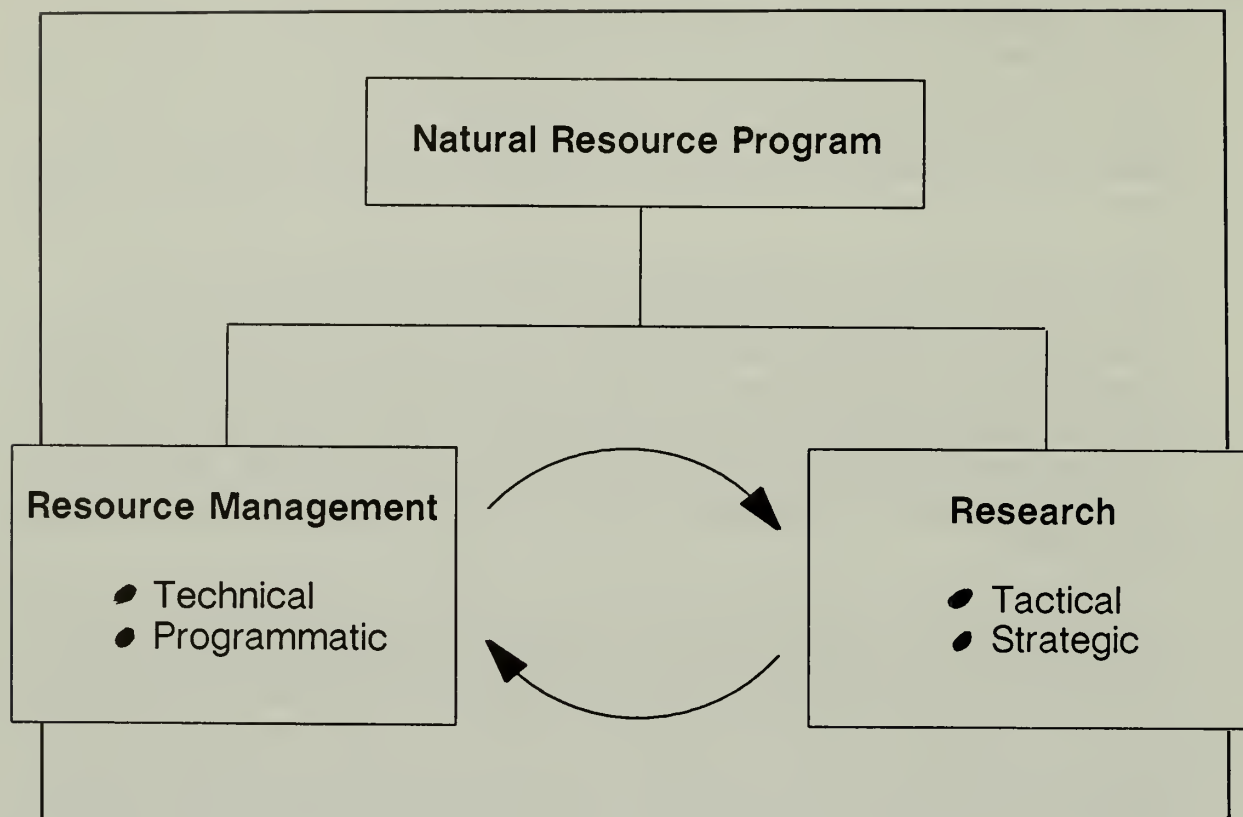 Natural Resource Program
Resource Management
• Technical
• Programmatic
Research
• Tactical
• Strategic